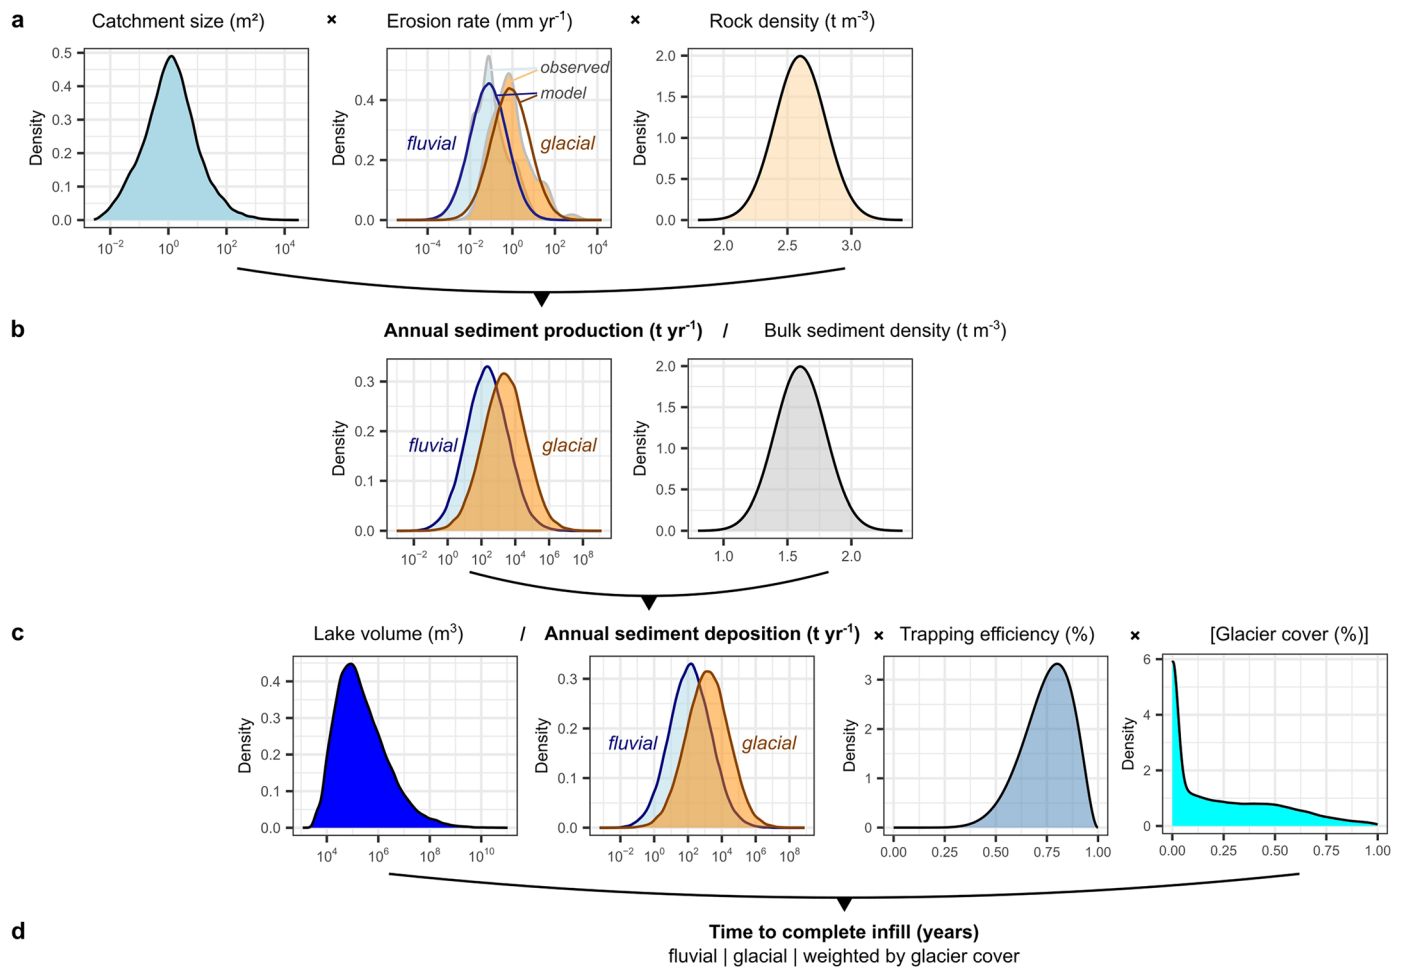 a Catchment size (m²) × Erosion rate (mm yr⁻¹) × Rock density (t m⁻³)
Density 0.5 0.4 0.3 0.2 0.1 0.0
10⁻² 10⁰ 10² 10⁴
Density 0.4 0.2 0.0
observed
model
fluvial glacial
10⁻⁴ 10⁻² 10⁰ 10² 10⁴
Density 2.0 1.5 1.0 0.5 0.0
2.0 2.5 3.0
b Annual sediment production (t yr⁻¹) / Bulk sediment density (t m⁻³)
Density 0.3 0.2 0.1 0.0
fluvial glacial
10⁻² 10⁰ 10² 10⁴ 10⁶ 10⁸
Density 2.0 1.5 1.0 0.5 0.0
1.0 1.5 2.0
c Lake volume (m³) / Annual sediment deposition (t yr⁻¹) × Trapping efficiency (%) × [Glacier cover (%)]
Density 0.4 0.3 0.2 0.1 0.0
10⁴ 10⁶ 10⁸ 10¹⁰
Density 0.3 0.2 0.1 0.0
fluvial glacial
10⁻² 10⁰ 10² 10⁴ 10⁶ 10⁸
Density 3 2 1 0
0.00 0.25 0.50 0.75 1.00
Density 6 4 2 0
0.00 0.25 0.50 0.75 1.00
d Time to complete infill (years)
fluvial | glacial | weighted by glacier cover